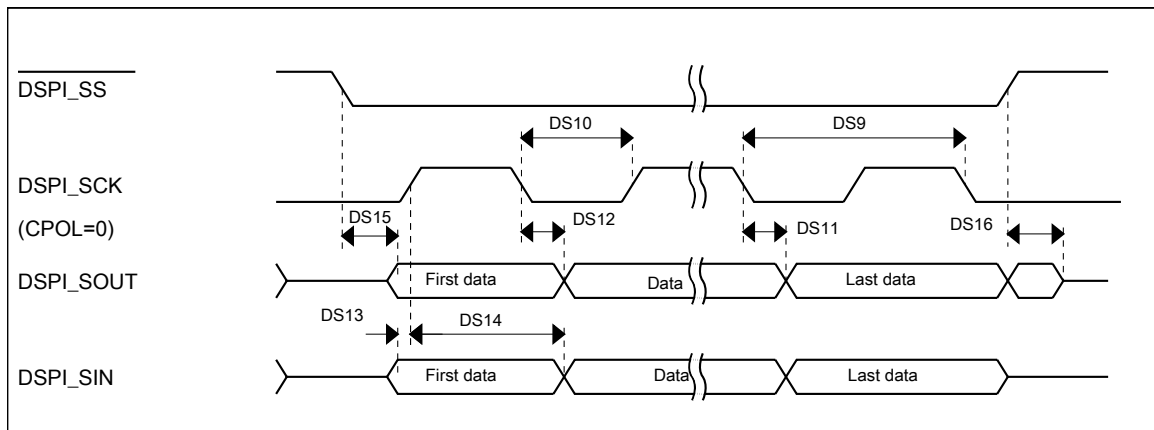 DSPI_SS
DS10
DS9
DSPI_SCK
(CPOL=0)
DS15
DS12
DS11
DS16
DSPI_SOUT
First data
Data
Last data
DS13
DS14
DSPI_SIN
First data
Data
Last data